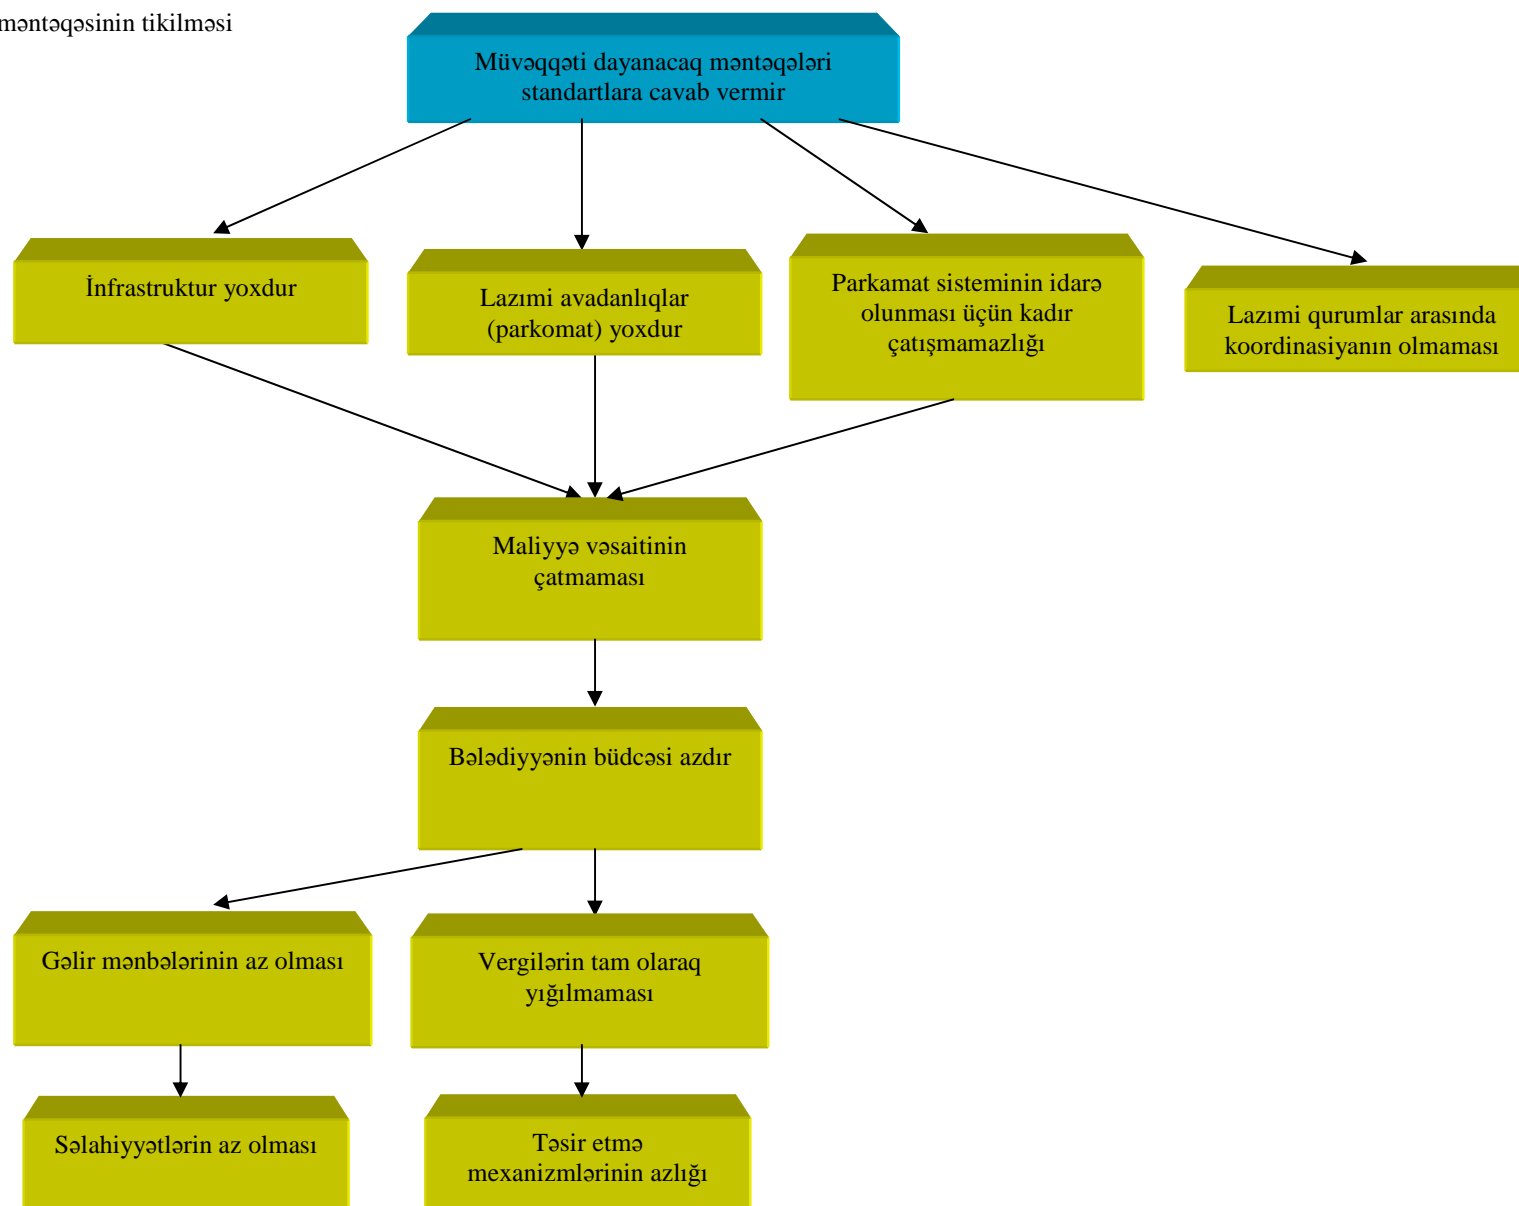 məntəqəsinin tikilməsi
Müvəqqəti dayanacaq məntəqələri
standartlara cavab vermir
İnfrastruktur yoxdur
Lazımi avadanlıqlar
(parkomat) yoxdur
Parkamat sisteminin idarə
olunması üçün kadır
çatışmamazlığı
Lazımi qurumlar arasında
koordinasiyanın olmaması
Maliyyə vəsaitinin
çatmaması
Bələdiyyənin büdcəsi azdır
Gəlir mənbələrinin az olması
Vergilərin tam olaraq
yığılmaması
Səlahiyyətlərin az olması
Təsir etmə
mexanizmlərinin azlığı